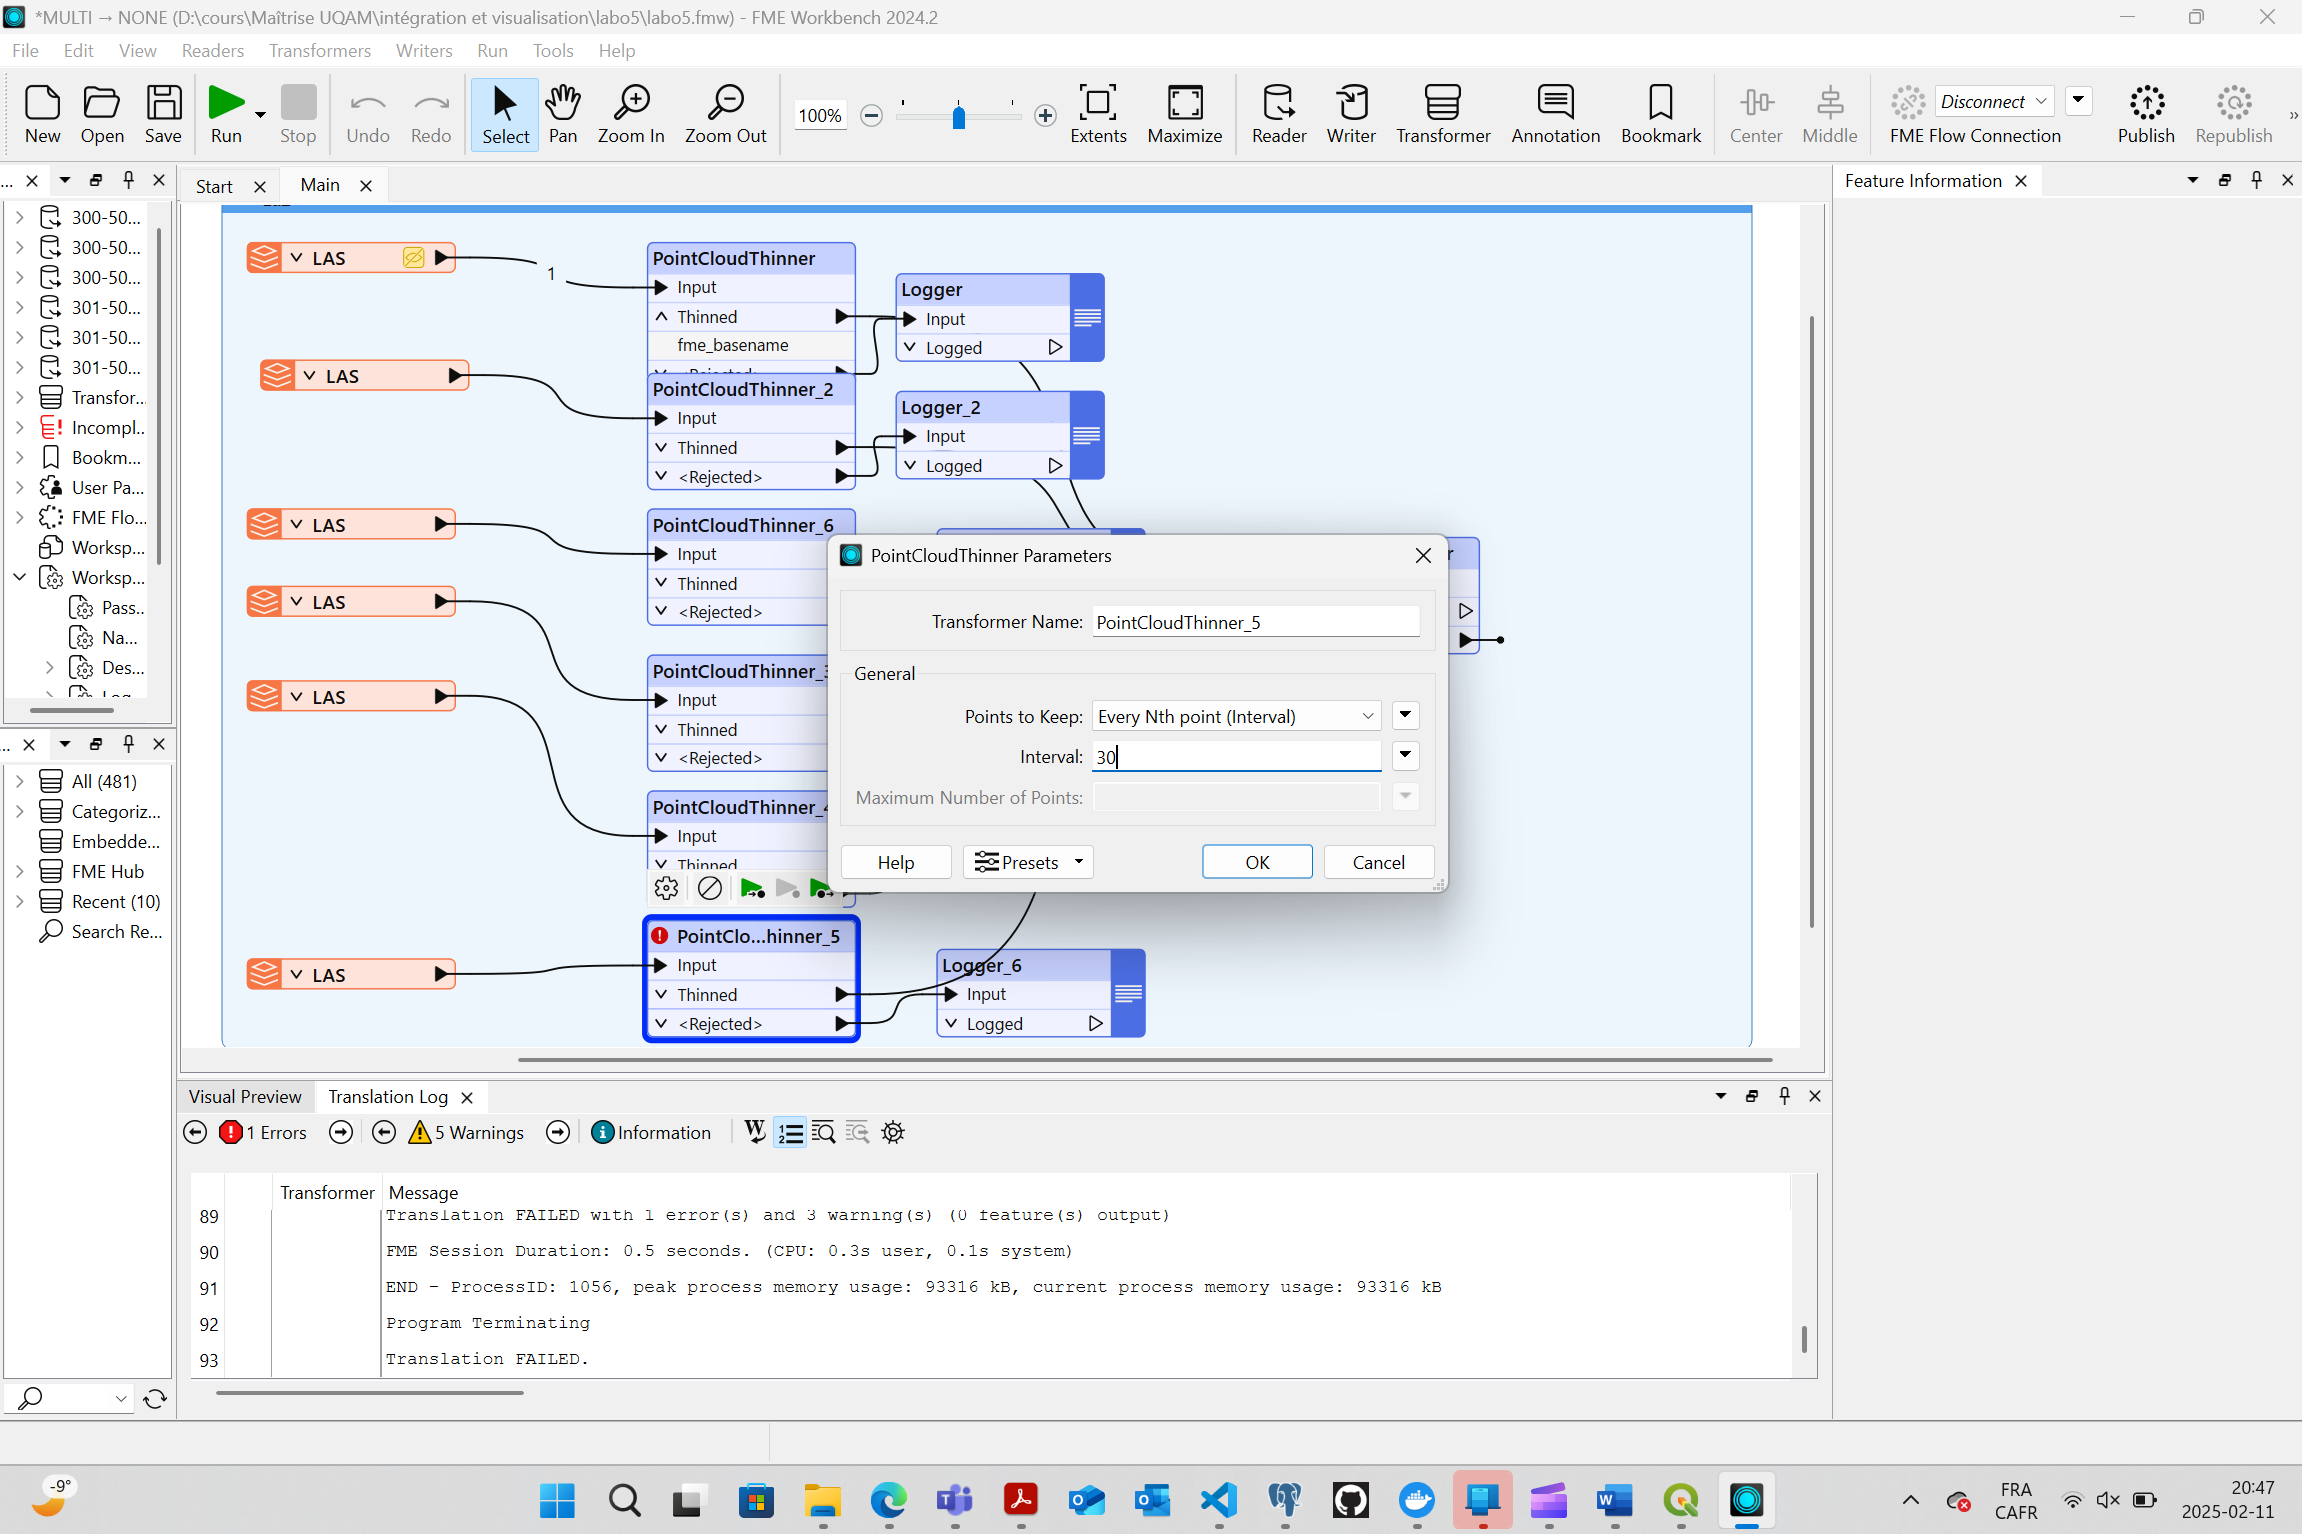 *MULTI → NONE (D:\cours\Maîtrise UQAM\intégration et visualisation\labo5\labo5.fmw) - FME Workbench 2024.2
File Edit View Readers Transformers Writers Run Tools Help
New Open Save Run Stop Undo Redo Select Pan Zoom In Zoom Out 100% Extents Maximize Reader Writer Transformer Annotation Bookmark Center Middle Disconnect FME Flow Connection Publish Republish »
...
Start Main
Feature Information
300-50...
300-50...
300-50...
301-50...
301-50...
301-50...
Transfor...
Incompl...
Bookm...
User Pa...
FME Flo...
Worksp...
Worksp...
Pass...
Na...
Des...
...
All (481)
Categoriz...
Embedde...
FME Hub
Recent (10)
Search Re...
LAS
1
PointCloudThinner
Input
Thinned
fme_basename
<Rejected>
Logger
Input
Logged
LAS
PointCloudThinner_2
Input
Thinned
<Rejected>
Logger_2
Input
Logged
LAS
PointCloudThinner_6
Input
Thinned
<Rejected>
LAS
PointCloudThinner_3
Input
Thinned
<Rejected>
LAS
PointCloudThinner_4
Input
Thinned
LAS
PointClo...hinner_5
Input
Thinned
<Rejected>
Logger_6
Input
Logged
PointCloudThinner Parameters
Transformer Name: PointCloudThinner_5
General
Points to Keep: Every Nth point (Interval)
Interval: 30
Maximum Number of Points:
Help Presets OK Cancel
Visual Preview Translation Log
1 Errors 5 Warnings Information
Transformer Message
89 Translation FAILED with 1 error(s) and 3 warning(s) (0 feature(s) output)
90 FME Session Duration: 0.5 seconds. (CPU: 0.3s user, 0.1s system)
91 END - ProcessID: 1056, peak process memory usage: 93316 kB, current process memory usage: 93316 kB
92 Program Terminating
93 Translation FAILED.
-9°
FRA
CAFR
20:47
2025-02-11